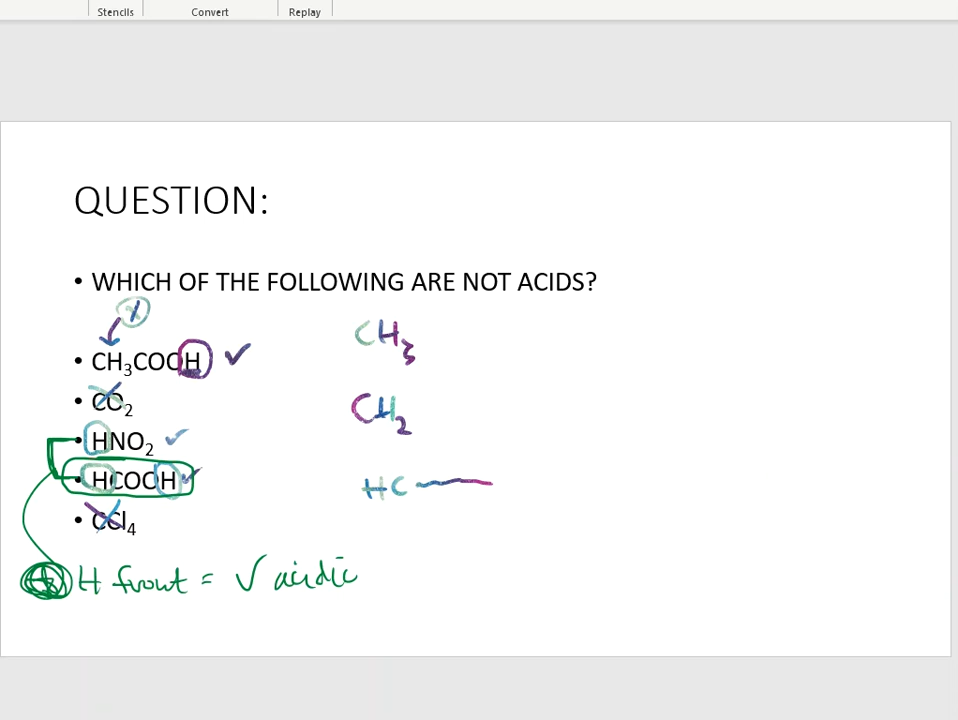 Stencils Convert Replay
QUESTION:
• WHICH OF THE FOLLOWING ARE NOT ACIDS?
X
• CH₃COOH ✓
CH₃
• CO₂
CH₂
• HNO₂ ✓
• HCOOH ✓
HC
• CCl₄
H front = √ acidic